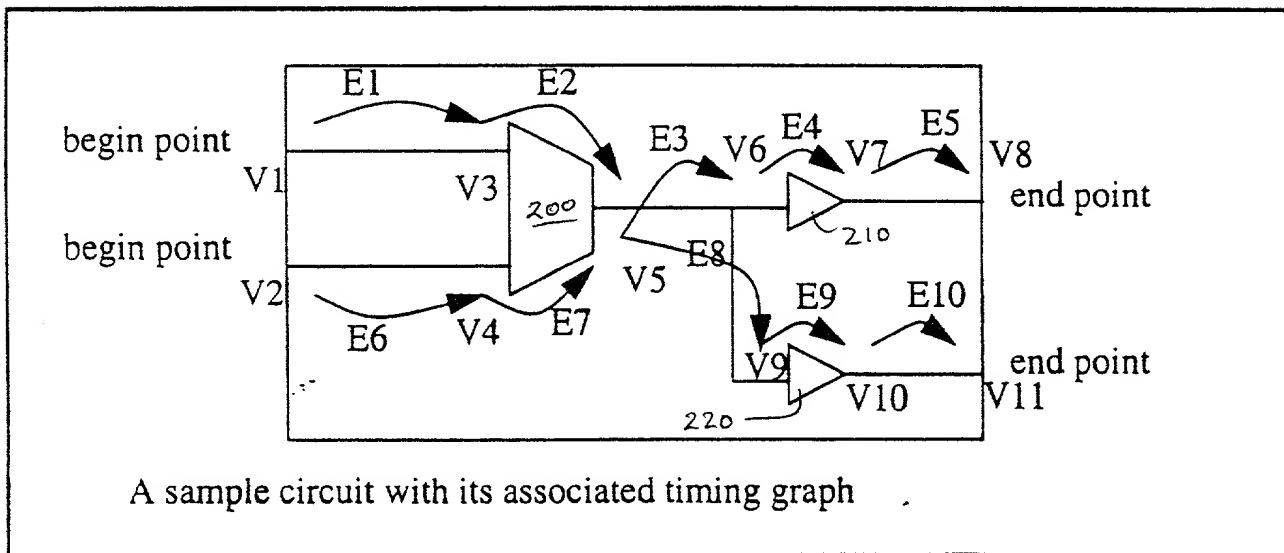 E1 E2
begin point
V1
V3
E3
V6
E4
V7
E5
V8
end point
200
210
begin point
V2
E6
V4
E7
V5
E8
E9
E10
V9
V10
end point
V11
220
A sample circuit with its associated timing graph